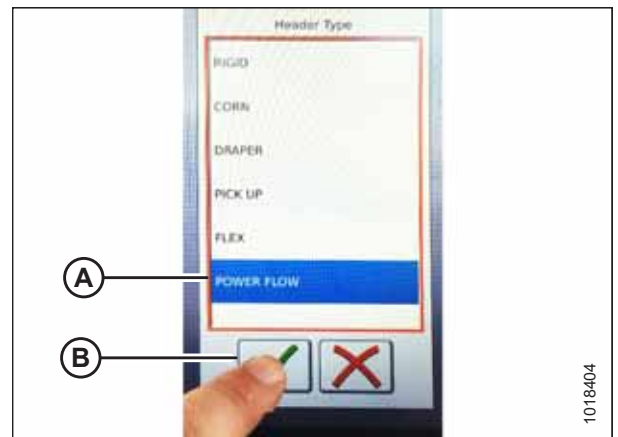 Header Type
RIGID
CORN
DRAPER
PICK UP
FLEX
A
POWER FLOW
B
1018404